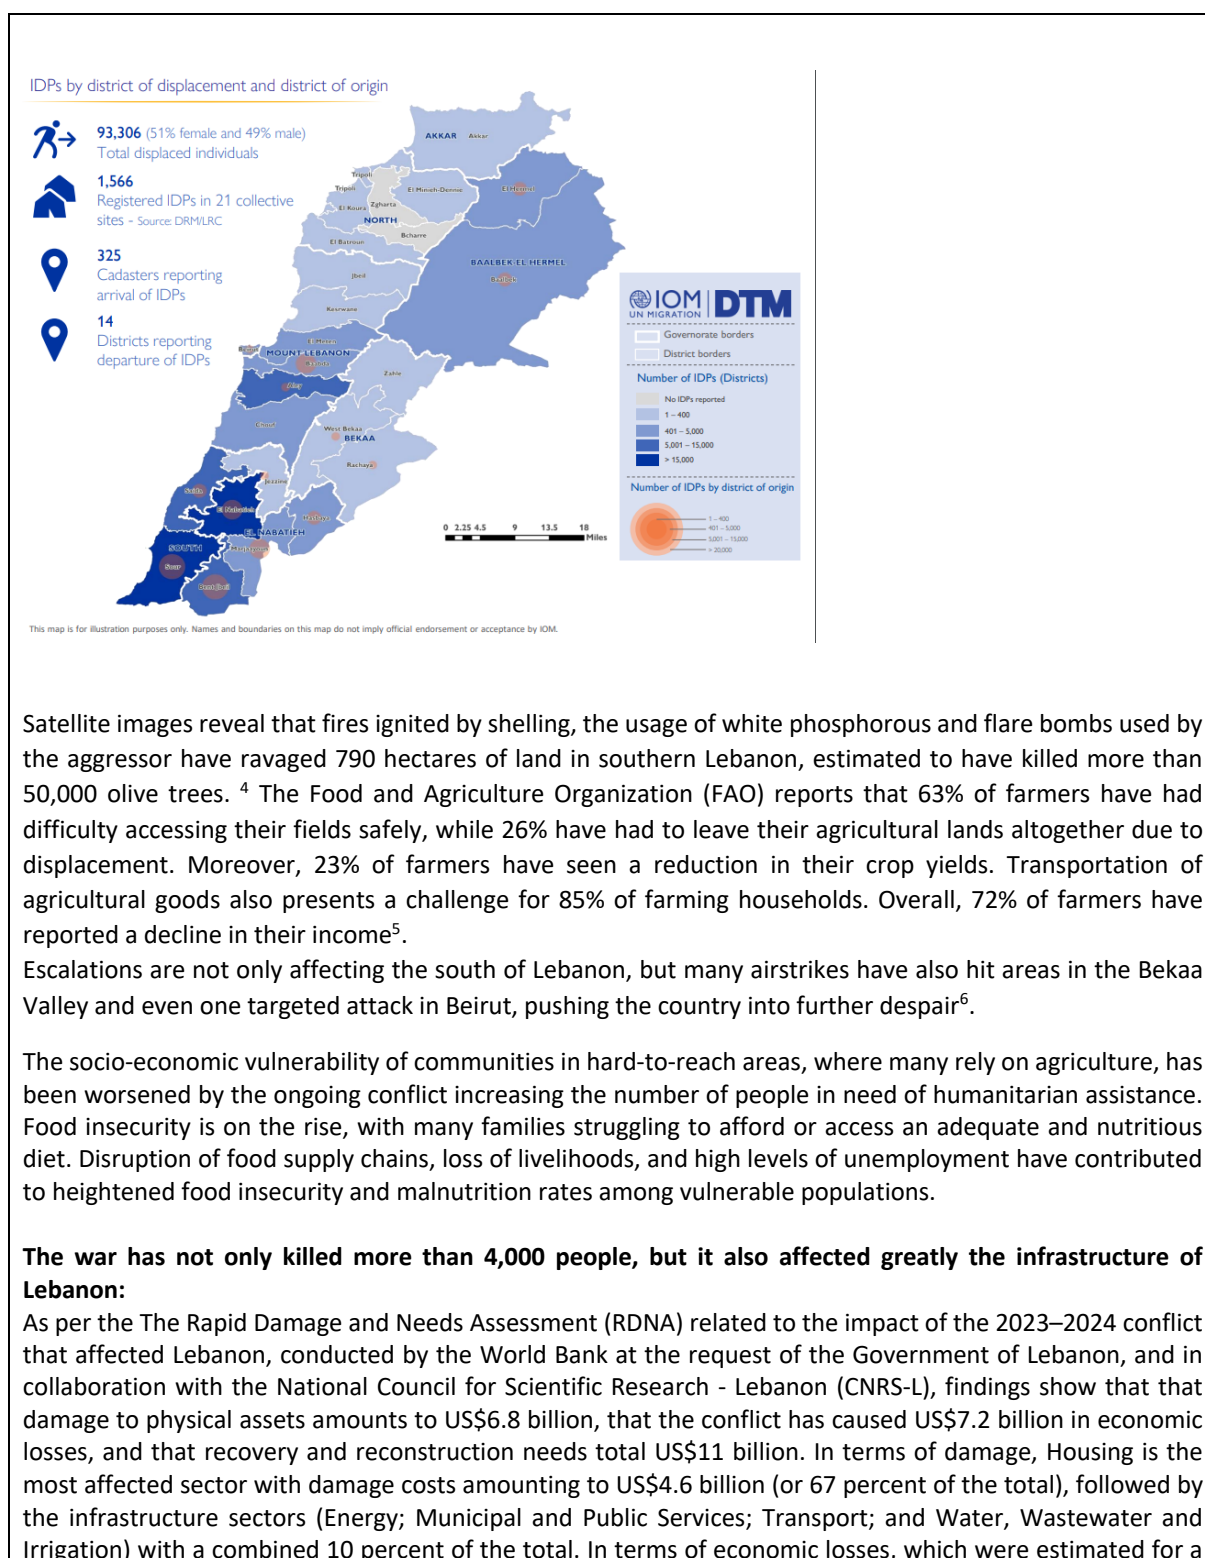 IDPs by district of displacement and district of origin
93,306 (51% female and 49% male)
Total displaced individuals
1,566
Registered IDPs in 21 collective
sites - Source: DRM/LRC
325
Cadasters reporting
arrival of IDPs
14
Districts reporting
departure of IDPs
AKKAR Akkar
Tripoli
Tripoli
El Minieh-Dennie
El Hermel
El Koura
Zgharta
NORTH
Bcharre
El Batroun
BAALBEK-EL HERMEL
Baalbek
Jbeil
Kesrwane
El Meten
Beirut
MOUNT LEBANON
Baabda
Zahle
Aley
Chouf
West Bekaa
BEKAA
Rachaya
Jezzine
Saida
El Nabatieh
Hasbaya
EL NABATIEH
Marjaayoun
SOUTH
Sour
Bent Jbeil
0 2.25 4.5 9 13.5 18
Miles
IOM
UN MIGRATION
DTM
Governorate borders
District borders
Number of IDPs (Districts)
No IDPs reported
1 – 400
401 – 5,000
5,001 – 15,000
> 15,000
Number of IDPs by district of origin
1 – 400
401 – 5,000
5,001 – 15,000
> 20,000
This map is for illustration purposes only. Names and boundaries on this map do not imply official endorsement or acceptance by IOM.
Satellite images reveal that fires ignited by shelling, the usage of white phosphorous and flare bombs used by
the aggressor have ravaged 790 hectares of land in southern Lebanon, estimated to have killed more than
50,000 olive trees. 4 The Food and Agriculture Organization (FAO) reports that 63% of farmers have had
difficulty accessing their fields safely, while 26% have had to leave their agricultural lands altogether due to
displacement. Moreover, 23% of farmers have seen a reduction in their crop yields. Transportation of
agricultural goods also presents a challenge for 85% of farming households. Overall, 72% of farmers have
reported a decline in their income5.
Escalations are not only affecting the south of Lebanon, but many airstrikes have also hit areas in the Bekaa
Valley and even one targeted attack in Beirut, pushing the country into further despair6.
The socio-economic vulnerability of communities in hard-to-reach areas, where many rely on agriculture, has
been worsened by the ongoing conflict increasing the number of people in need of humanitarian assistance.
Food insecurity is on the rise, with many families struggling to afford or access an adequate and nutritious
diet. Disruption of food supply chains, loss of livelihoods, and high levels of unemployment have contributed
to heightened food insecurity and malnutrition rates among vulnerable populations.
The war has not only killed more than 4,000 people, but it also affected greatly the infrastructure of
Lebanon:
As per the The Rapid Damage and Needs Assessment (RDNA) related to the impact of the 2023–2024 conflict
that affected Lebanon, conducted by the World Bank at the request of the Government of Lebanon, and in
collaboration with the National Council for Scientific Research - Lebanon (CNRS-L), findings show that that
damage to physical assets amounts to US$6.8 billion, that the conflict has caused US$7.2 billion in economic
losses, and that recovery and reconstruction needs total US$11 billion. In terms of damage, Housing is the
most affected sector with damage costs amounting to US$4.6 billion (or 67 percent of the total), followed by
the infrastructure sectors (Energy; Municipal and Public Services; Transport; and Water, Wastewater and
Irrigation) with a combined 10 percent of the total. In terms of economic losses, which were estimated for a